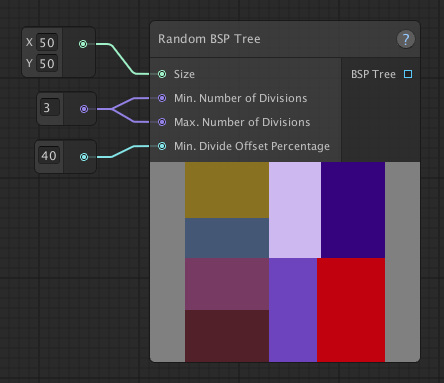 Random BSP Tree
?
X 50
Y 50
Size
BSP Tree
3
Min. Number of Divisions
Max. Number of Divisions
40
Min. Divide Offset Percentage